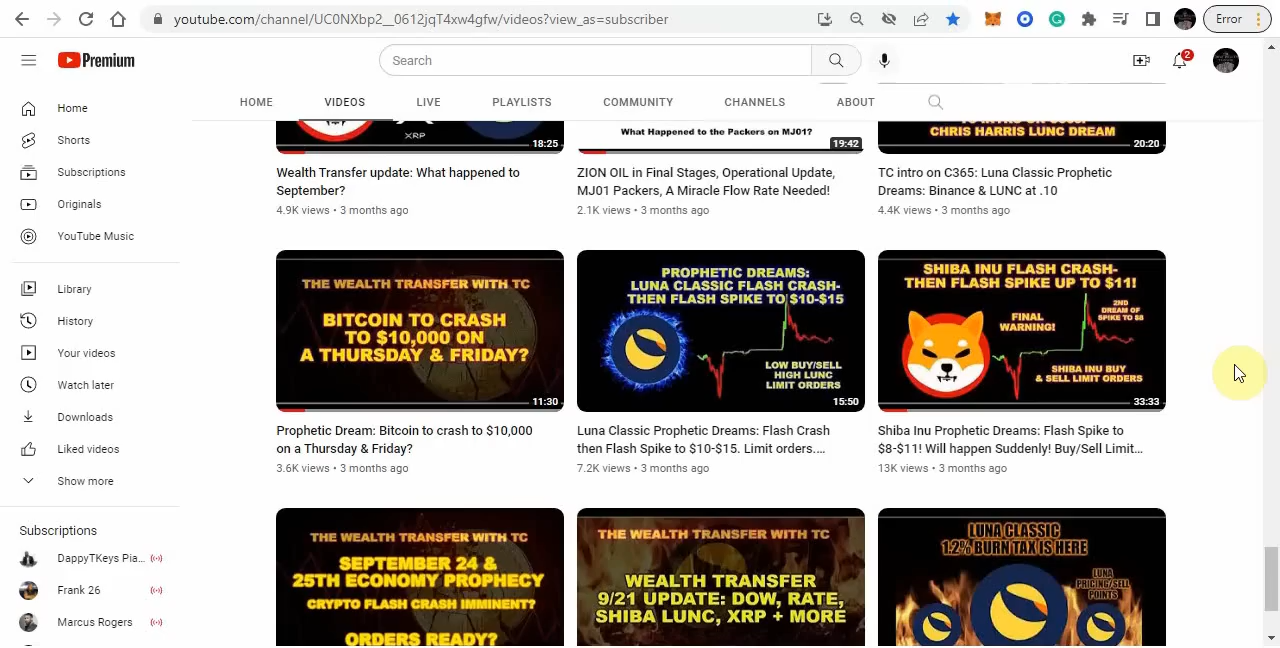 youtube.com/channel/UC0NXbp2__0612jqT4xw4gfw/videos?view_as=subscriber
Error
Premium
Search
2
HOME
VIDEOS
LIVE
PLAYLISTS
COMMUNITY
CHANNELS
ABOUT
Home
Shorts
Subscriptions
Originals
YouTube Music
Library
History
Your videos
Watch later
Downloads
Liked videos
Show more
Subscriptions
DappyTKeys Pia...
Frank 26
Marcus Rogers
XRP
18:25
Wealth Transfer update: What happened to
September?
4.9K views • 3 months ago
What Happened to the Packers on MJ01?
19:42
ZION OIL in Final Stages, Operational Update,
MJ01 Packers, A Miracle Flow Rate Needed!
2.1K views • 3 months ago
CHRIS HARRIS LUNC DREAM
20:20
TC intro on C365: Luna Classic Prophetic
Dreams: Binance & LUNC at .10
4.4K views • 3 months ago
THE WEALTH TRANSFER WITH TC
BITCOIN TO CRASH
TO $10,000 ON
A THURSDAY & FRIDAY?
11:30
Prophetic Dream: Bitcoin to crash to $10,000
on a Thursday & Friday?
3.6K views • 3 months ago
PROPHETIC DREAMS:
LUNA CLASSIC FLASH CRASH-
THEN FLASH SPIKE TO $10-$15
LOW BUY/SELL
HIGH LUNC
LIMIT ORDERS
15:50
Luna Classic Prophetic Dreams: Flash Crash
then Flash Spike to $10-$15. Limit orders....
7.2K views • 3 months ago
SHIBA INU FLASH CRASH-
THEN FLASH SPIKE UP TO $11!
FINAL
WARNING!
2ND
DREAM OF
SPIKE TO $8
SHIBA INU BUY
& SELL LIMIT ORDERS
33:33
Shiba Inu Prophetic Dreams: Flash Spike to
$8-$11! Will happen Suddenly! Buy/Sell Limit...
13K views • 3 months ago
THE WEALTH TRANSFER WITH TC
SEPTEMBER 24 &
25TH ECONOMY PROPHECY
CRYPTO FLASH CRASH IMMINENT?
ORDERS READY?
THE WEALTH TRANSFER WITH TC
WEALTH TRANSFER
9/21 UPDATE: DOW, RATE,
SHIBA LUNC, XRP + MORE
LUNA CLASSIC
1.2% BURN TAX IS HERE
LUNA
PRICING/SELL
POINTS